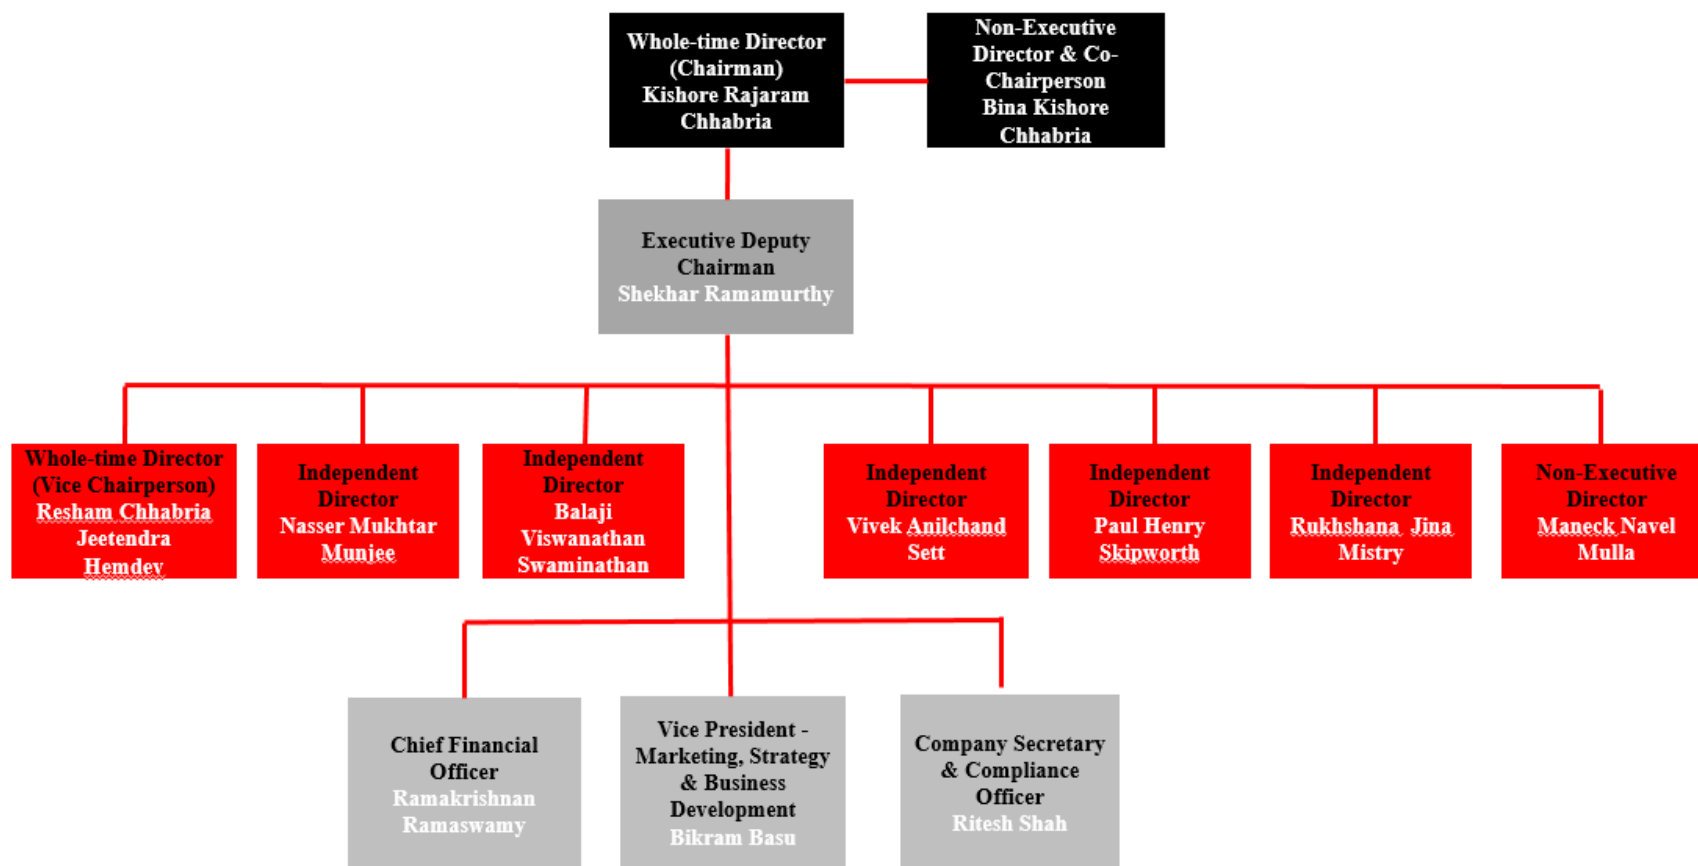 Whole-time Director
(Chairman)
Kishore Rajaram
Chhabria
Non-Executive
Director & Co-
Chairperson
Bina Kishore
Chhabria
Executive Deputy
Chairman
Shekhar Ramamurthy
Whole-time Director
(Vice Chairperson)
Resham Chhabria
Jeetendra
Hemdev
Independent
Director
Nasser Mukhtar
Munjee
Independent
Director
Balaji
Viswanathan
Swaminathan
Independent
Director
Vivek Anilchand
Sett
Independent
Director
Paul Henry
Skipworth
Independent
Director
Rukhshana Jina
Mistry
Non-Executive
Director
Maneck Navel
Mulla
Chief Financial
Officer
Ramakrishnan
Ramaswamy
Vice President -
Marketing, Strategy
& Business
Development
Bikram Basu
Company Secretary
& Compliance
Officer
Ritesh Shah